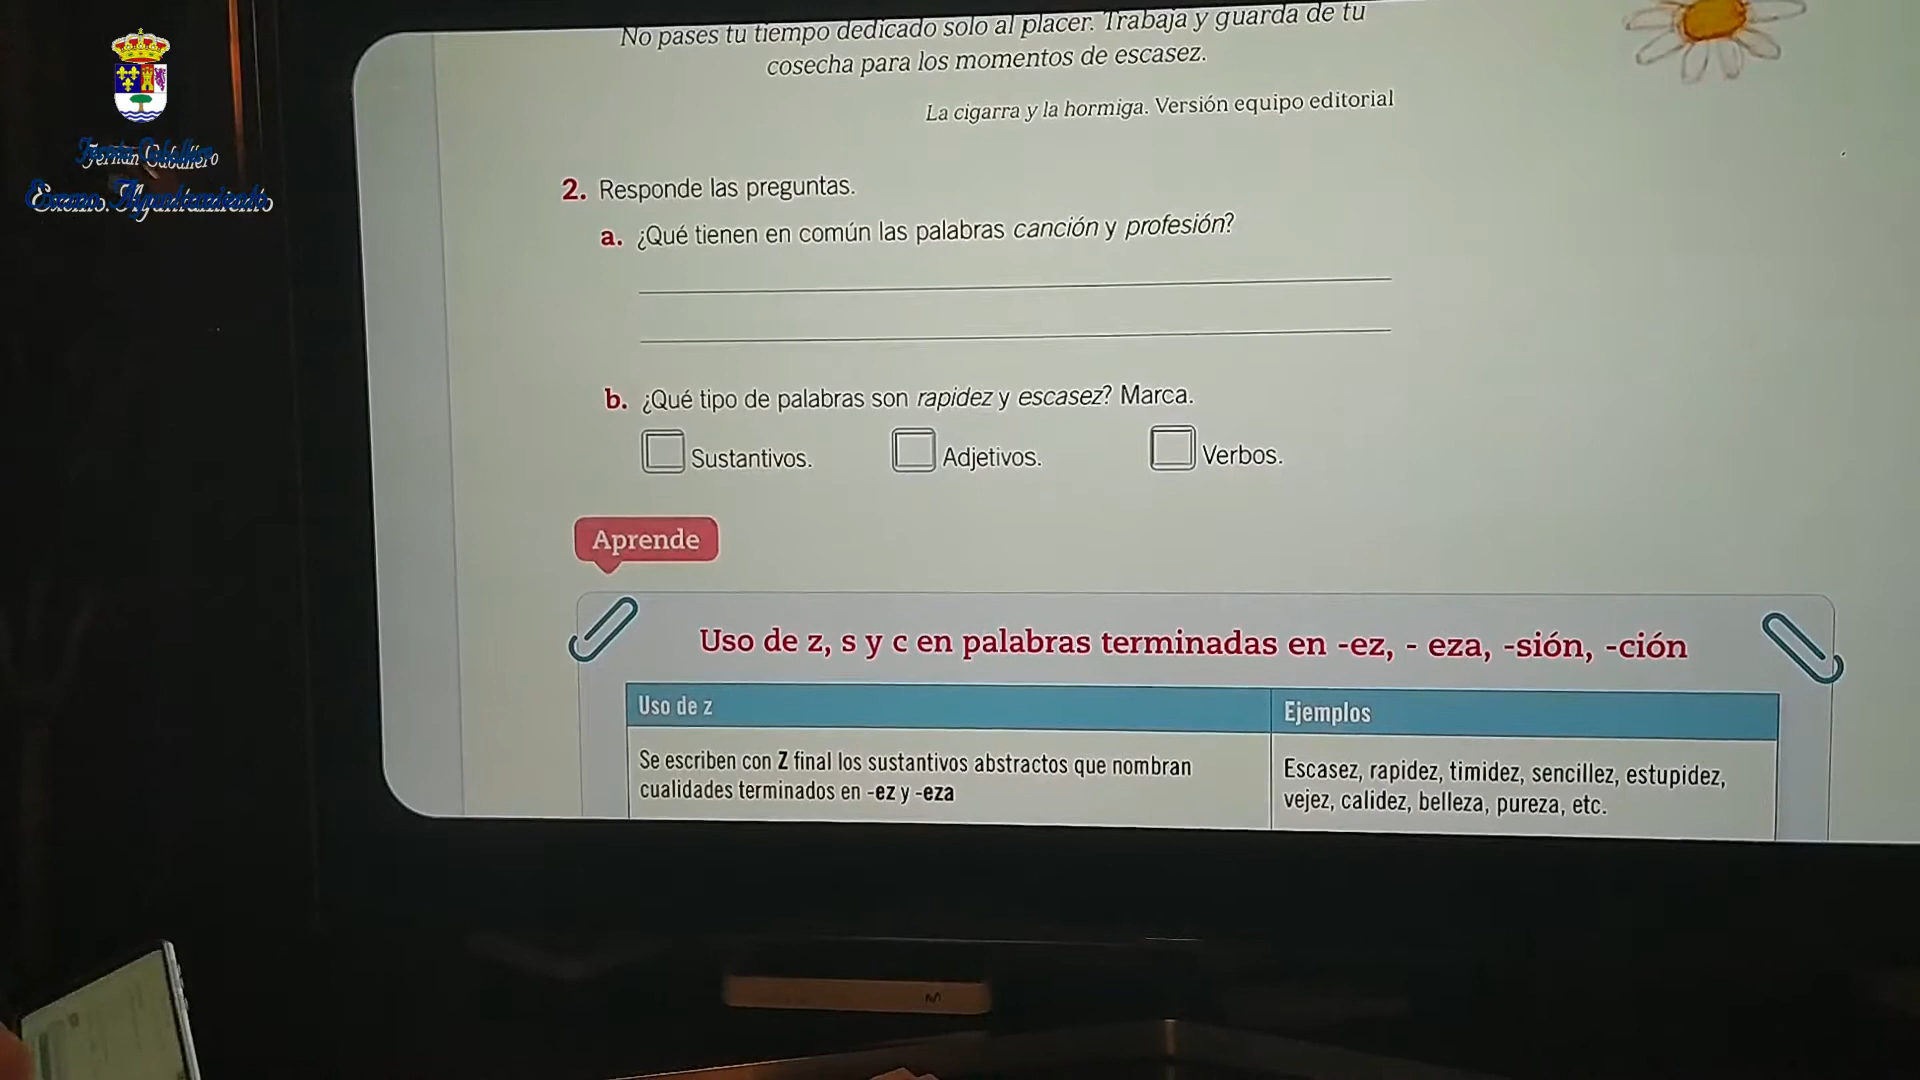 Fernán Caballero
Excmo. Ayuntamiento
No pases tu tiempo dedicado solo al placer. Trabaja y guarda de tu
cosecha para los momentos de escasez.
La cigarra y la hormiga. Versión equipo editorial
2. Responde las preguntas.
a. ¿Qué tienen en común las palabras canción y profesión?
b. ¿Qué tipo de palabras son rapidez y escasez? Marca.
Sustantivos. Adjetivos. Verbos.
Aprende
Uso de z, s y c en palabras terminadas en -ez, - eza, -sión, -ción
Uso de z
Ejemplos
Se escriben con Z final los sustantivos abstractos que nombran
cualidades terminados en -ez y -eza
Escasez, rapidez, timidez, sencillez, estupidez,
vejez, calidez, belleza, pureza, etc.